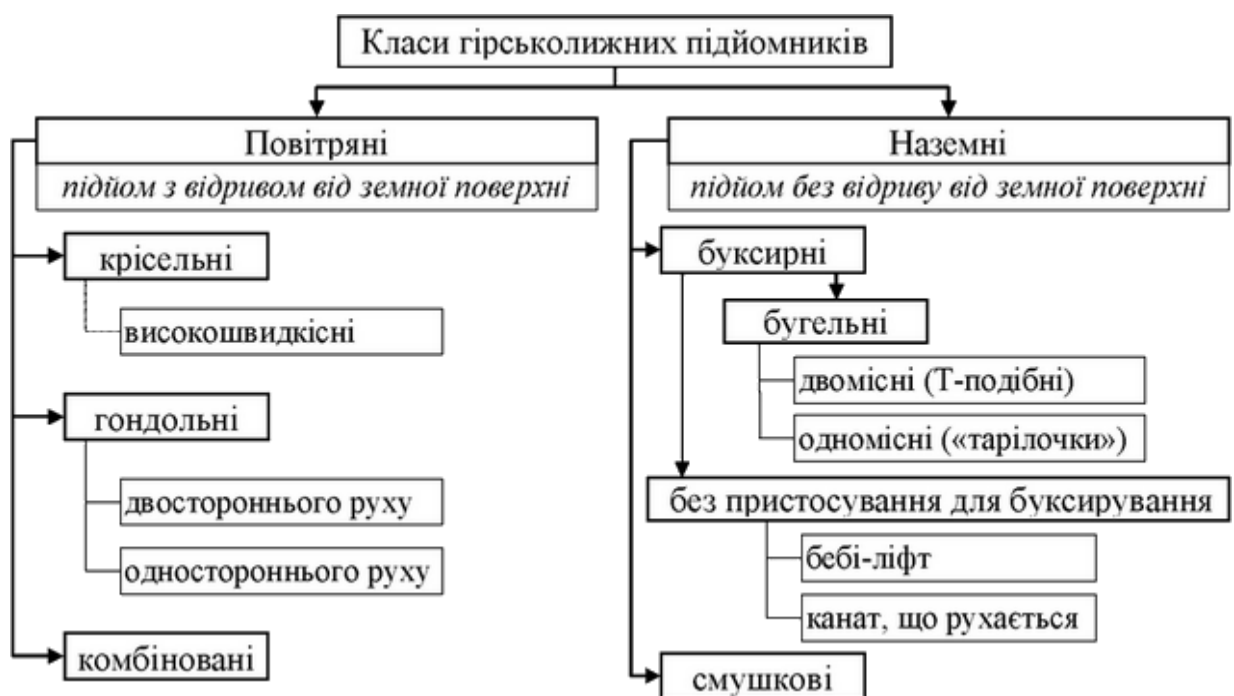 Класи гірськолижних підйомників
Повітряні
підйом з відривом від земної поверхні
крісельні
високошвидкісні
гондольні
двостороннього руху
одностороннього руху
комбіновані
Наземні
підйом без відриву від земної поверхні
буксирні
бугельні
двомісні (Т-подібні)
одномісні («тарілочки»)
без пристосування для буксирування
бебі-ліфт
канат, що рухається
смушкові